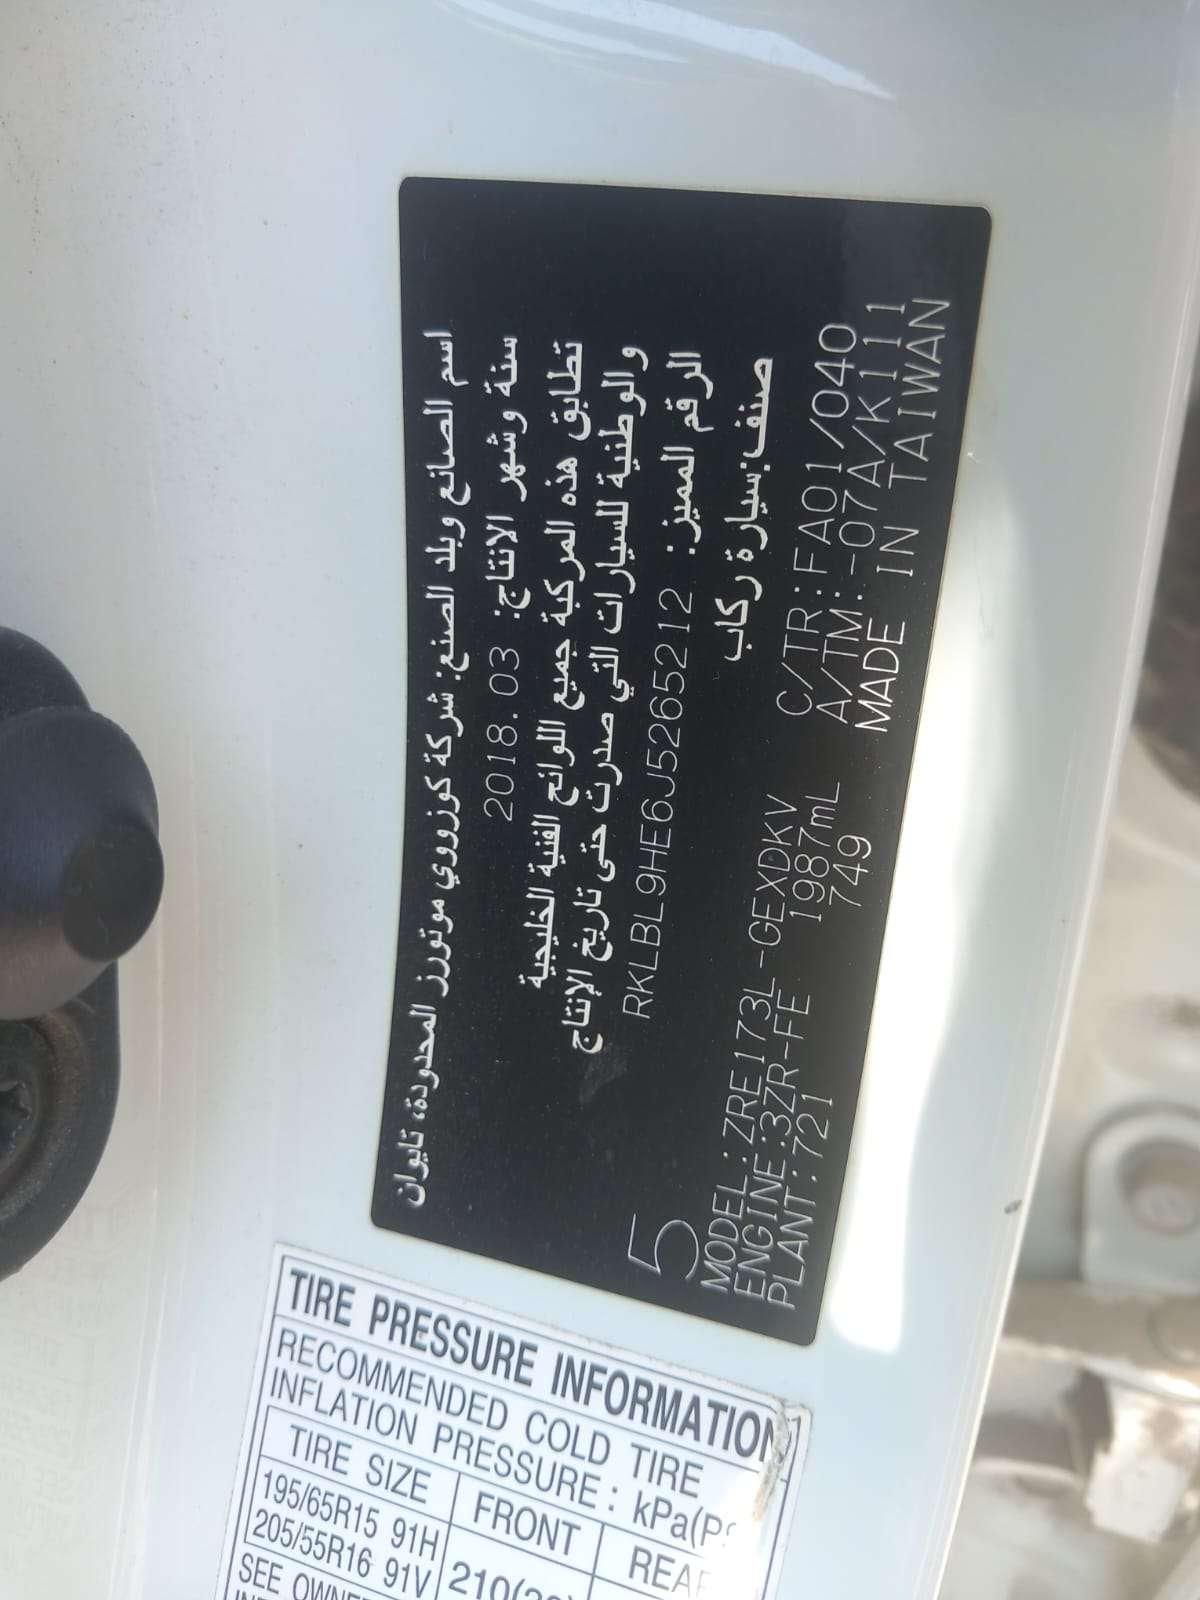 اسم الصانع وبلد الصنع: شركة كوزووي موتورز المحدودة، تايوان
سنة وشهر الانتاج: 2018.03
تطابق هذه المركبة جميع اللوائح الفنية الخليجية
والوطنية للسيارات التي صدرت حتى تاريخ الإنتاج
الرقم المميز: RKLBL9HE6J5265212
صنف:سيارة ركاب
5
MODEL:ZRE173L-GEXDKV C/TR:FA01/040
ENGINE:3ZR-FE 1987mL A/TM:-07A/K111
PLANT:721 749 MADE IN TAIWAN
TIRE PRESSURE INFORMATION
RECOMMENDED COLD TIRE
INFLATION PRESSURE: kPa(
TIRE SIZE FRONT REAR
195/65R15 91H
205/55R16 91V 210(
SEE